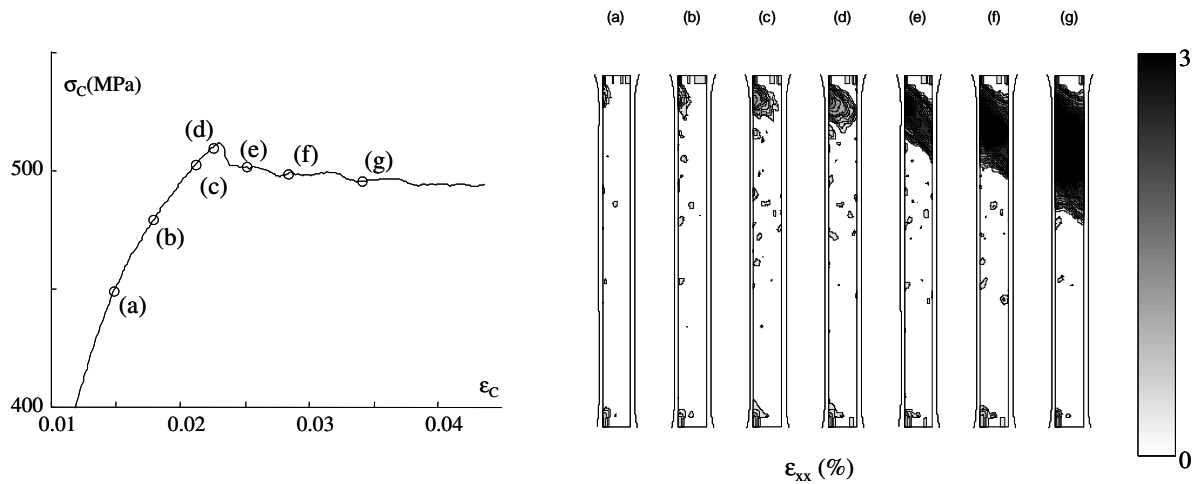 (a) (b) (c) (d) (e) (f) (g)
σC(MPa)
3
(d)
500
(e) (f) (g)
(c)
(b)
(a)
εC
400
0.01 0.02 0.03 0.04
0
εxx (%)